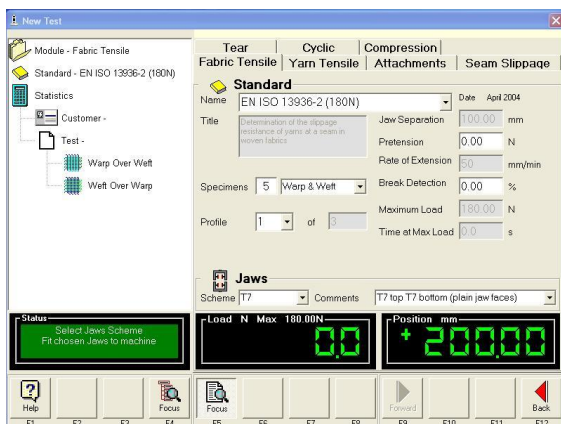 New Test
Module - Fabric Tensile
Standard - EN ISO 13936-2 (180N)
Statistics
Customer -
Test -
Warp Over Weft
Weft Over Warp
Tear Cyclic Compression
Fabric Tensile Yarn Tensile Attachments Seam Slippage
Standard
Name EN ISO 13936-2 (180N) Date April 2004
Title Determination of the slippage
resistance of yarns at a seam in
woven fabrics
Jaw Separation 100.00 mm
Pretension 0.00 N
Rate of Extension 50 mm/min
Specimens 5 Warp & Weft Break Detection 0.00 %
Maximum Load 180.00 N
Profile 1 of 3
Time at Max Load 0.0 s
Jaws
Scheme T7 Comments T7 top T7 bottom (plain jaw faces)
Status
Select Jaws Scheme
Fit chosen Jaws to machine
Load N Max 180.00N
0.0
Position mm
+ 200.00
Help Focus Focus Forward Back
F1 F2 F3 F4 F5 F6 F7 F8 F9 F10 F11 F12